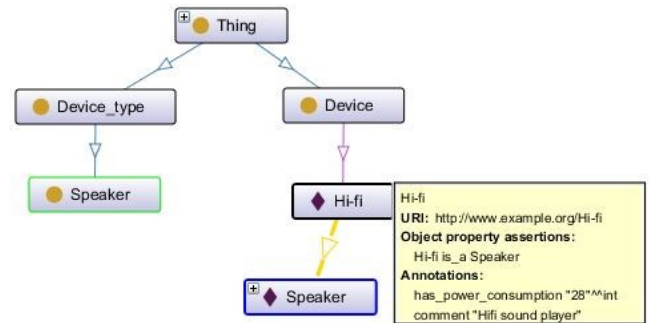 Thing
Device_type
Device
Speaker
Hi-fi
Speaker
Hi-fi
URI: http://www.example.org/Hi-fi
Object property assertions:
Hi-fi is_a Speaker
Annotations:
has_power_consumption "28"^^int
comment "Hifi sound player"